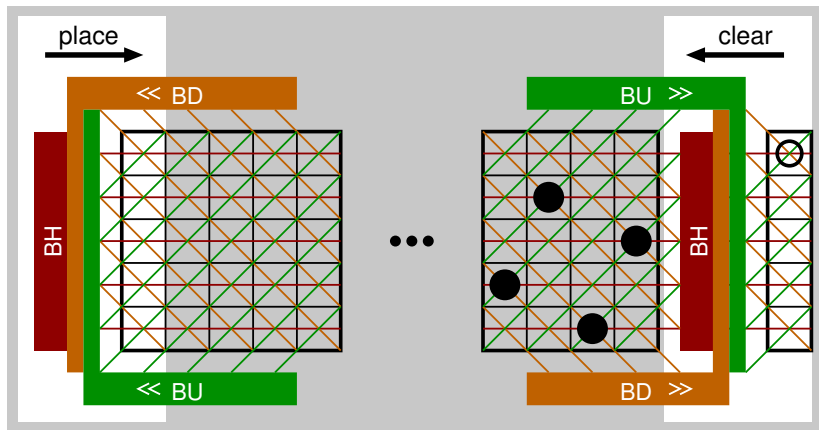 place
clear
<< BD
BU >>
BH
BH
•••
<< BU
BD >>